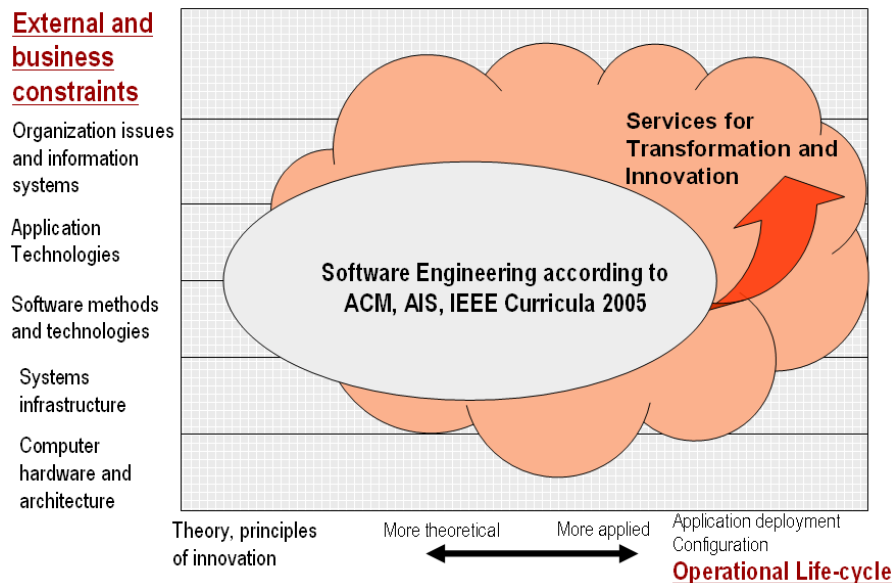 External and
business
constraints
Organization issues
and information
systems
Application
Technologies
Software methods
and technologies
Systems
infrastructure
Computer
hardware and
architecture
Services for
Transformation and
Innovation
Software Engineering according to
ACM, AIS, IEEE Curricula 2005
Theory, principles
of innovation
More theoretical
More applied
Application deployment
Configuration
Operational Life-cycle